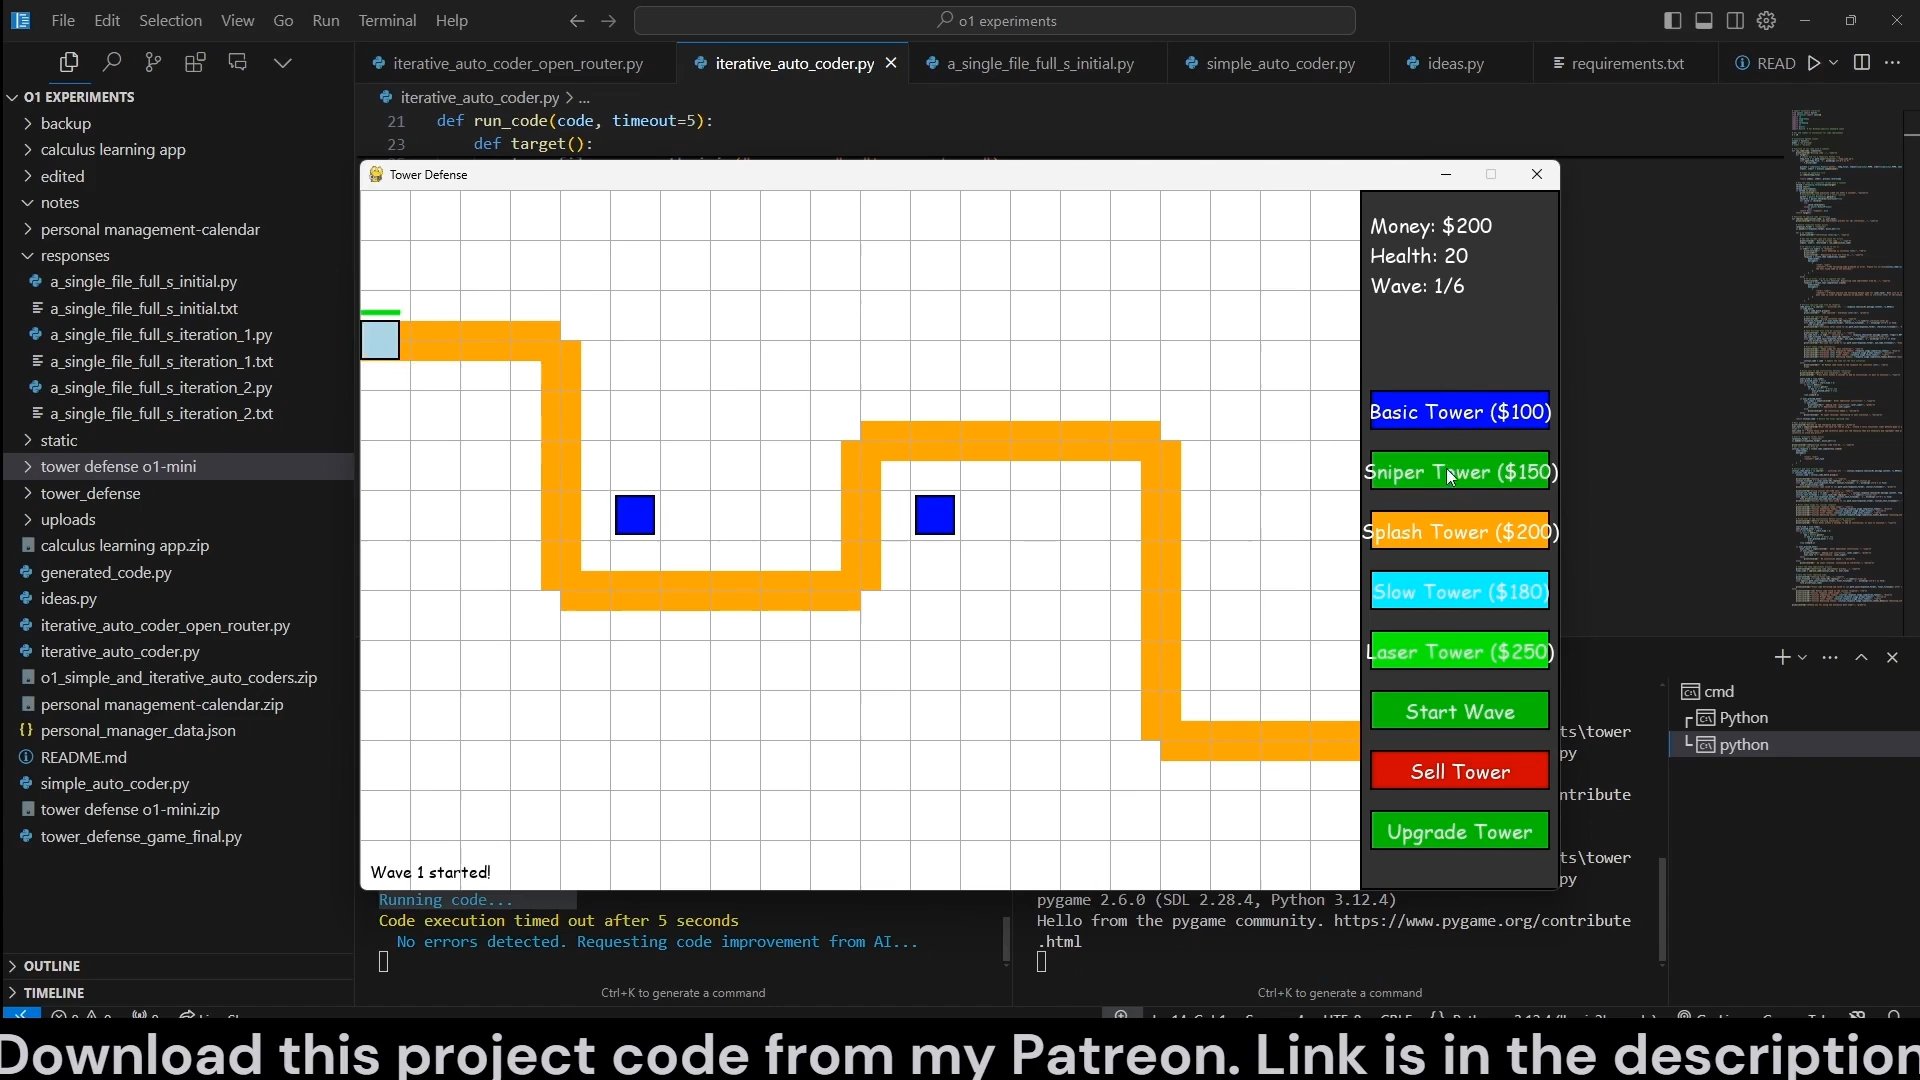 File Edit Selection View Go Run Terminal Help
o1 experiments
iterative_auto_coder_open_router.py
iterative_auto_coder.py
a_single_file_full_s_initial.py
simple_auto_coder.py
ideas.py
requirements.txt
READ
O1 EXPERIMENTS
backup
calculus learning app
edited
notes
personal management-calendar
responses
a_single_file_full_s_initial.py
a_single_file_full_s_initial.txt
a_single_file_full_s_iteration_1.py
a_single_file_full_s_iteration_1.txt
a_single_file_full_s_iteration_2.py
a_single_file_full_s_iteration_2.txt
static
tower defense o1-mini
tower_defense
uploads
calculus learning app.zip
generated_code.py
ideas.py
iterative_auto_coder_open_router.py
iterative_auto_coder.py
o1_simple_and_iterative_auto_coders.zip
personal management-calendar.zip
personal_manager_data.json
README.md
simple_auto_coder.py
tower defense o1-mini.zip
tower_defense_game_final.py
OUTLINE
TIMELINE
iterative_auto_coder.py > ...
21 def run_code(code, timeout=5):
23 def target():
Tower Defense
Money: $200
Health: 20
Wave: 1/6
Basic Tower ($100)
Sniper Tower ($150)
Splash Tower ($200)
Slow Tower ($180)
Laser Tower ($250)
Start Wave
Sell Tower
Upgrade Tower
Wave 1 started!
cmd
Python
python
ts\tower
py
ntribute
ts\tower
py
Running code...
Code execution timed out after 5 seconds
No errors detected. Requesting code improvement from AI...
Ctrl+K to generate a command
pygame 2.6.0 (SDL 2.28.4, Python 3.12.4)
Hello from the pygame community. https://www.pygame.org/contribute
.html
Ctrl+K to generate a command
Download this project code from my Patreon. Link is in the description